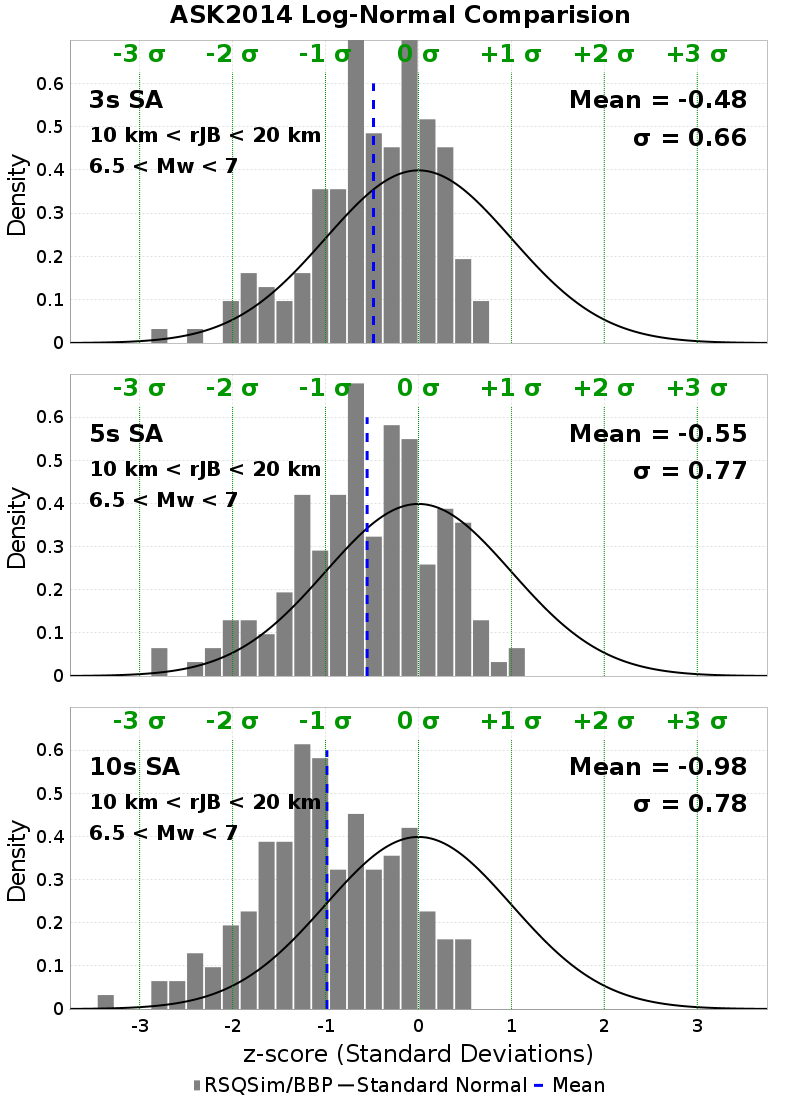 ASK2014 Log-Normal Comparision
-3 σ -2 σ -1 σ 0 σ +1 σ +2 σ +3 σ
3s SA
10 km < rJB < 20 km
6.5 < Mw < 7
Mean = -0.48
σ = 0.66
Density
0.6
0.5
0.4
0.3
0.2
0.1
0
-3 σ -2 σ -1 σ 0 σ +1 σ +2 σ +3 σ
5s SA
10 km < rJB < 20 km
6.5 < Mw < 7
Mean = -0.55
σ = 0.77
Density
0.6
0.5
0.4
0.3
0.2
0.1
0
-3 σ -2 σ -1 σ 0 σ +1 σ +2 σ +3 σ
10s SA
10 km < rJB < 20 km
6.5 < Mw < 7
Mean = -0.98
σ = 0.78
Density
0.6
0.5
0.4
0.3
0.2
0.1
0
-3 -2 -1 0 1 2 3
z-score (Standard Deviations)
RSQSim/BBP Standard Normal Mean